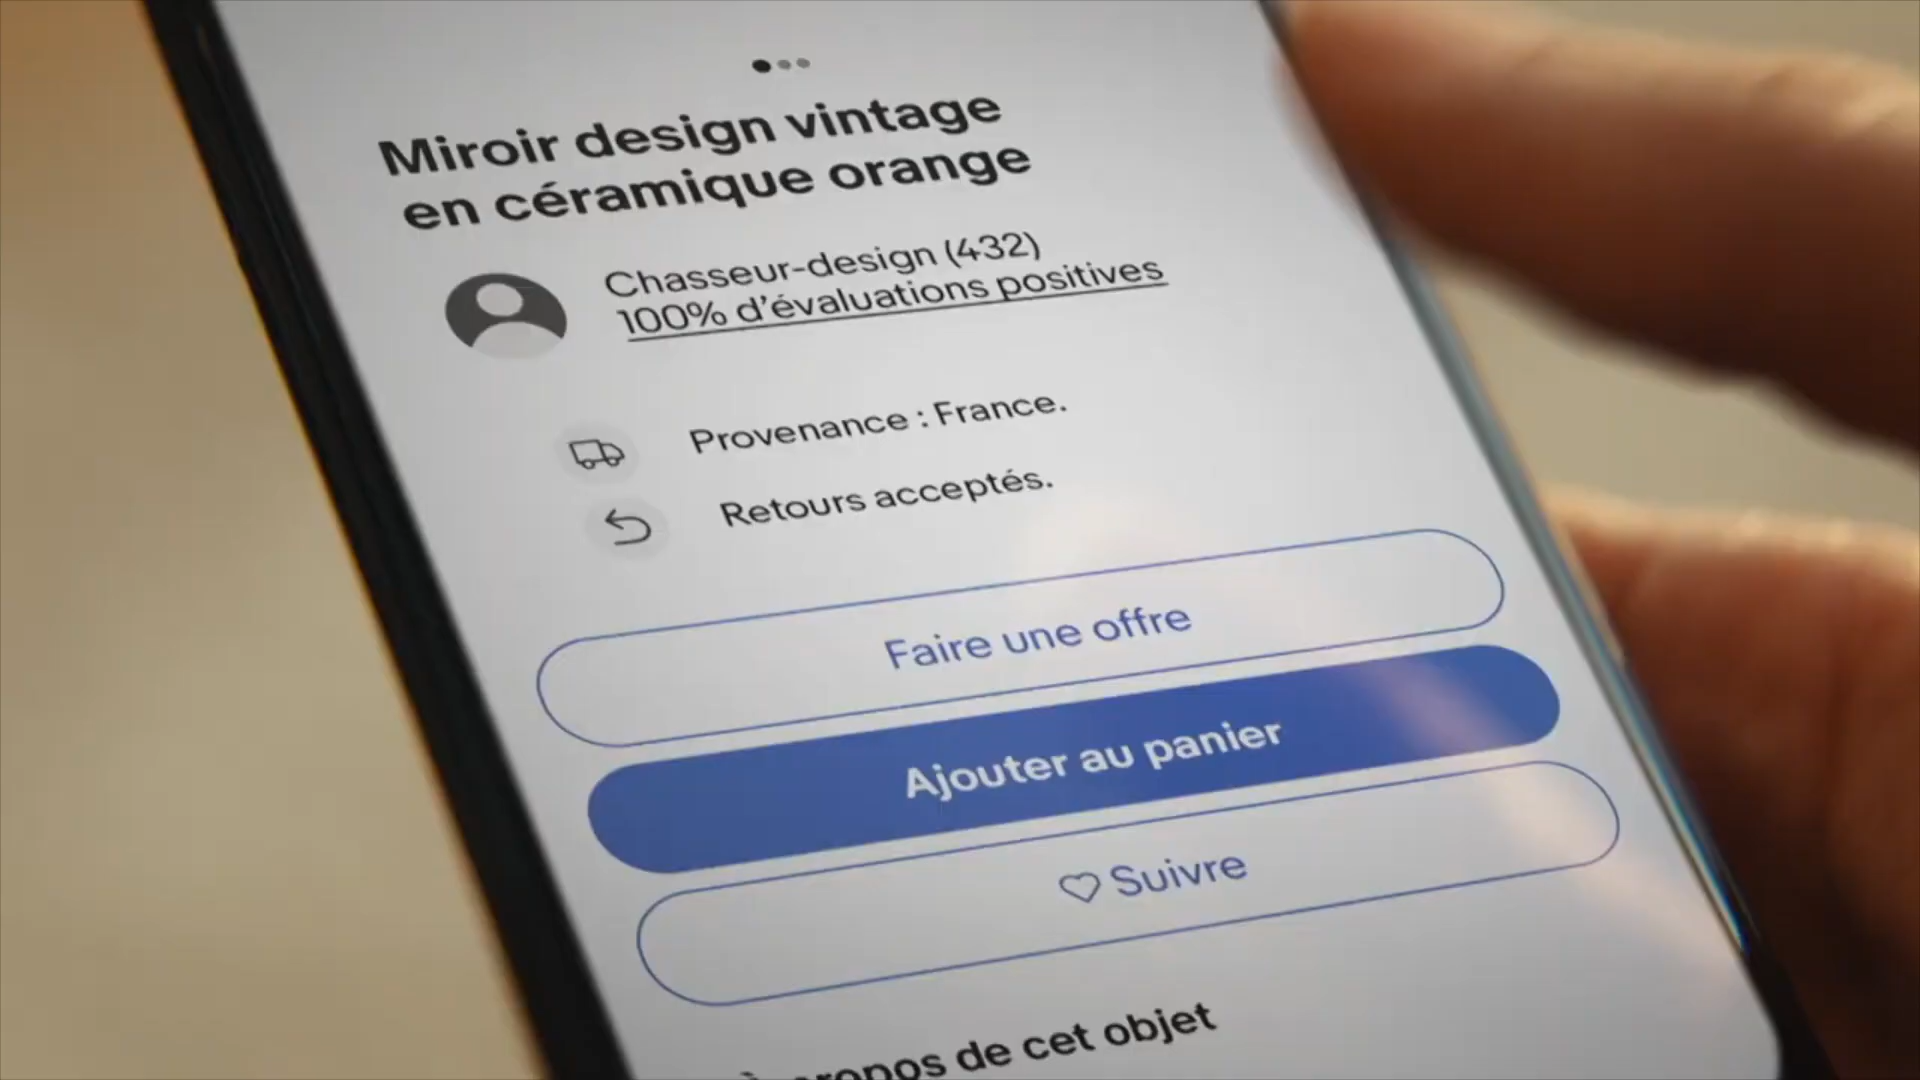 Miroir design vintage
en céramique orange
Chasseur-design (432)
100% d’évaluations positives
Provenance : France.
Retours acceptés.
Faire une offre
Ajouter au panier
Suivre
À propos de cet objet